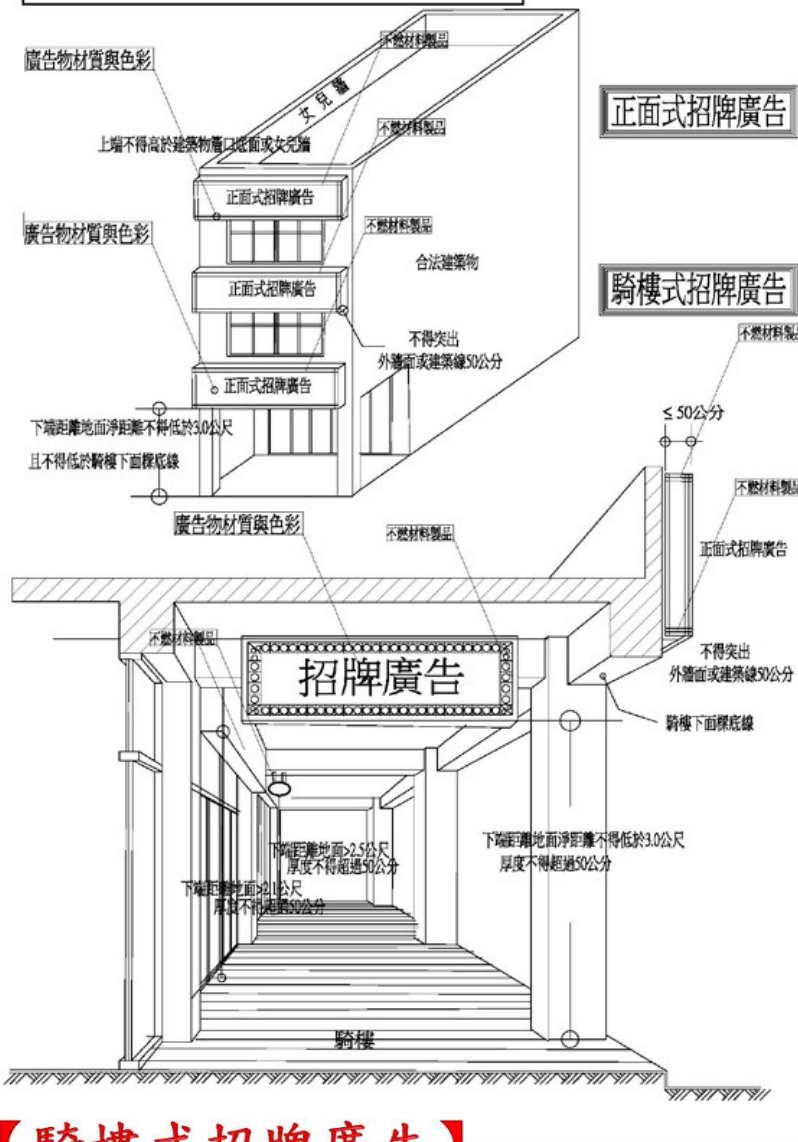 廣告物材質與色彩
不燃材料製品
女兒牆
正面式招牌廣告
不燃材料製品
上端不得高於建築物簷口底面或女兒牆
正面式招牌廣告
廣告物材質與色彩
不燃材料製品
合法建築物
正面式招牌廣告
騎樓式招牌廣告
不得突出
外牆面或建築線50公分
不燃材料製品
正面式招牌廣告
≤ 50公分
下端距離地面淨距離不得低於3.0公尺
且不得低於騎樓下面樑底線
不燃材料製品
廣告物材質與色彩
不燃材料製品
正面式招牌廣告
不燃材料製品
招牌廣告
不得突出
外牆面或建築線50公分
騎樓下面樑底線
下端距離地面>2.5公尺
厚度不得超過50公分
下端距離地面淨距離不得低於3.0公尺
厚度不得超過50公分
下端距離地面>2.1公尺
厚度不得超過50公分
騎樓
【騎樓式招牌廣告】